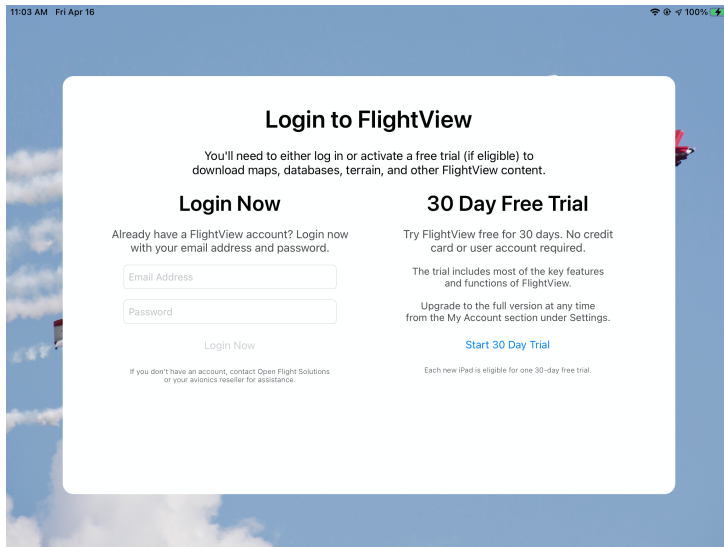 11:03 AM Fri Apr 16
100%
Login to FlightView
You'll need to either log in or activate a free trial (if eligible) to
download maps, databases, terrain, and other FlightView content.
Login Now
Already have a FlightView account? Login now
with your email address and password.
Email Address
Password
Login Now
If you don't have an account, contact Open Flight Solutions
or your avionics reseller for assistance.
30 Day Free Trial
Try FlightView free for 30 days. No credit
card or user account required.
The trial includes most of the key features
and functions of FlightView.
Upgrade to the full version at any time
from the My Account section under Settings.
Start 30 Day Trial
Each new iPad is eligible for one 30-day free trial.